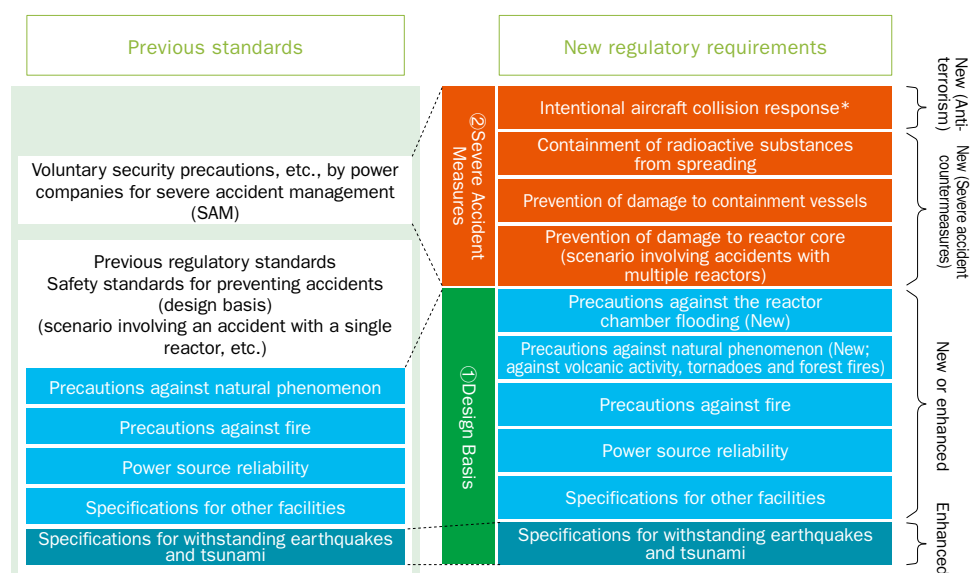 Previous standards
New regulatory requirements
Voluntary security precautions, etc., by power
companies for severe accident management
(SAM)
Previous regulatory standards
Safety standards for preventing accidents
(design basis)
(scenario involving an accident with a single
reactor, etc.)
Precautions against natural phenomenon
Precautions against fire
Power source reliability
Specifications for other facilities
Specifications for withstanding earthquakes
and tsunami
②Severe Accident
Measures
①Design Basis
Intentional aircraft collision response*
Containment of radioactive substances
from spreading
Prevention of damage to containment vessels
Prevention of damage to reactor core
(scenario involving accidents with
multiple reactors)
Precautions against the reactor
chamber flooding (New)
Precautions against natural phenomenon (New;
against volcanic activity, tornadoes and forest fires)
Precautions against fire
Power source reliability
Specifications for other facilities
Specifications for withstanding earthquakes
and tsunami
New (Anti-
terrorism)
New (Severe accident
countermeasures)
New or enhanced
Enhanced